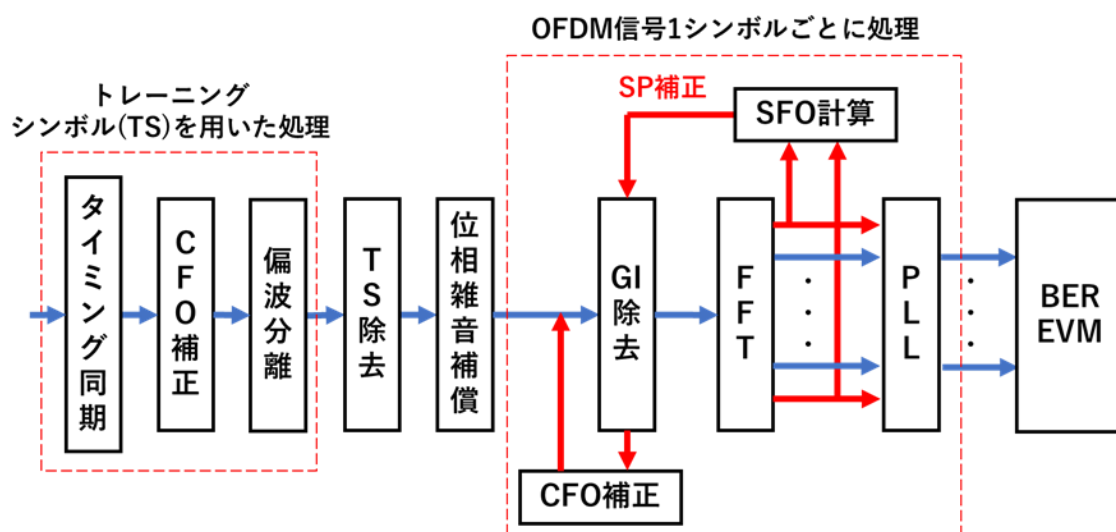 OFDM信号1シンボルごとに処理
トレーニング
シンボル(TS)を用いた処理
SP補正
SFO計算
タイミング同期
CFO補正
偏波分離
TS除去
位相雑音補償
GI除去
FFT
PLL
BER
EVM
CFO補正